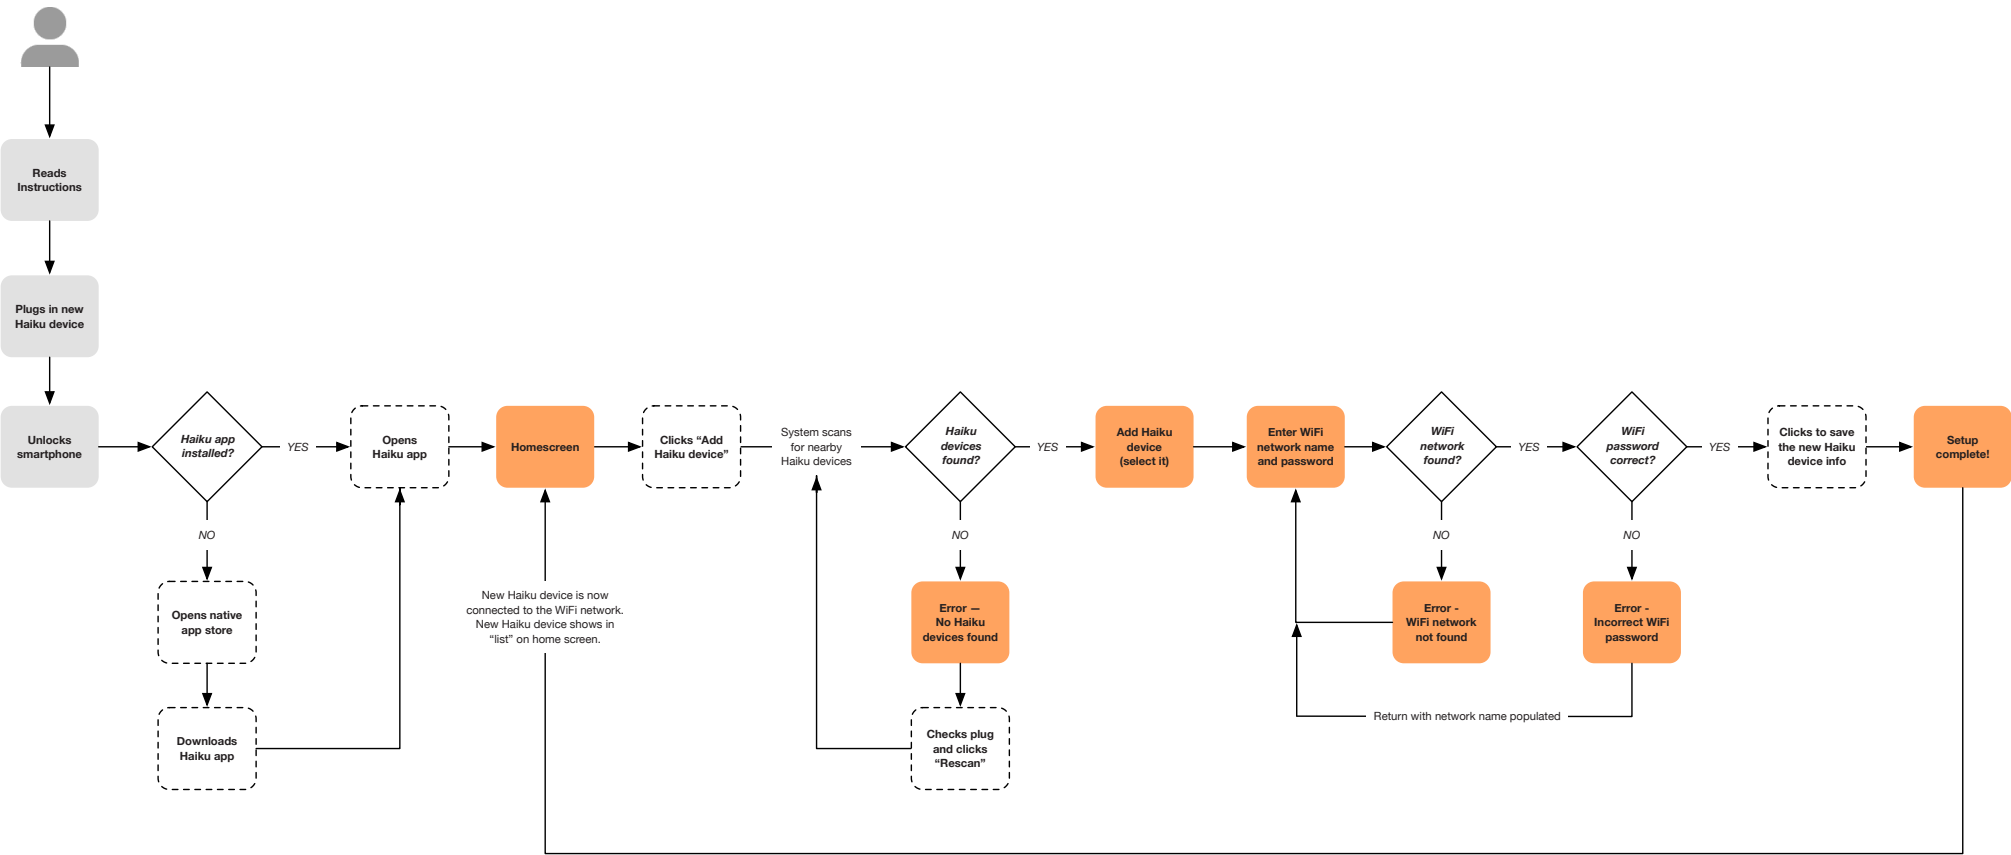 Reads
Instructions
Plugs in new
Haiku device
Unlocks
smartphone
Haiku app
installed?
YES
NO
Opens native
app store
Downloads
Haiku app
Opens
Haiku app
Homescreen
New Haiku device is now
connected to the WiFi network.
New Haiku device shows in
“list” on home screen.
Clicks “Add
Haiku device”
System scans
for nearby
Haiku devices
Haiku
devices
found?
YES
NO
Error —
No Haiku
devices found
Checks plug
and clicks
“Rescan”
Add Haiku
device
(select it)
Enter WiFi
network name
and password
WiFi
network
found?
YES
NO
Error -
WiFi network
not found
WiFi
password
correct?
YES
NO
Error -
Incorrect WiFi
password
Return with network name populated
Clicks to save
the new Haiku
device info
Setup
complete!